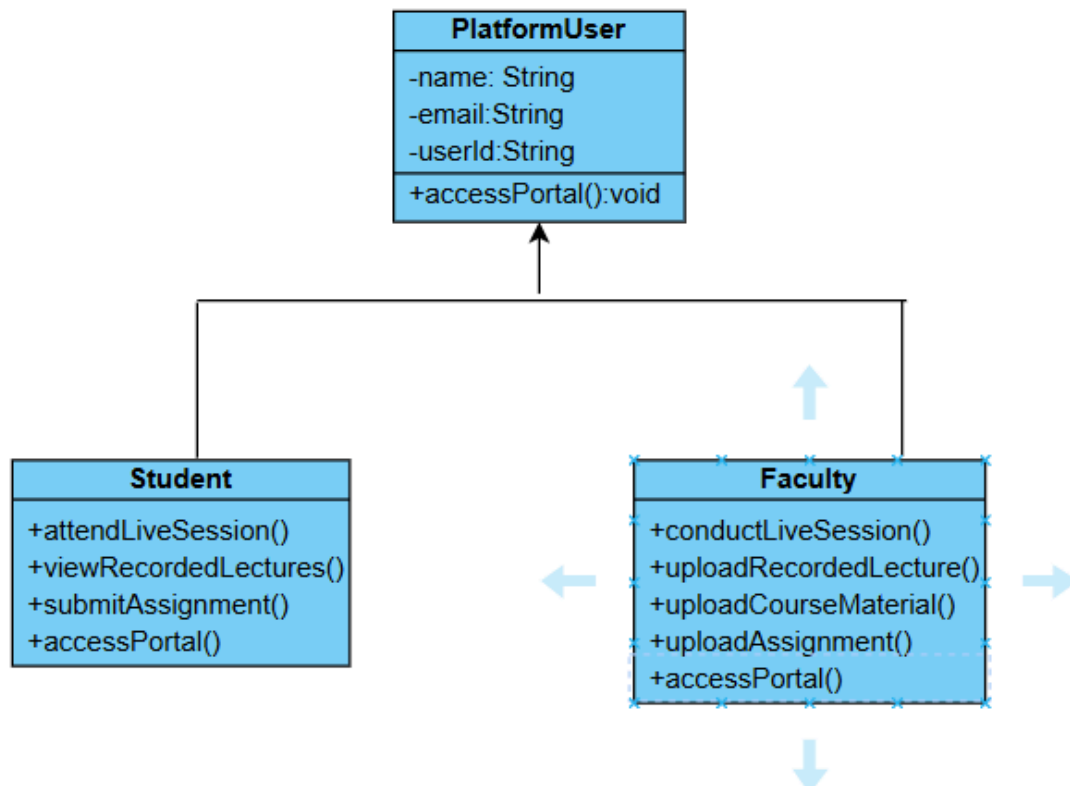 PlatformUser
-name: String
-email:String
-userId:String
+accessPortal():void
Student
+attendLiveSession()
+viewRecordedLectures()
+submitAssignment()
+accessPortal()
Faculty
+conductLiveSession()
+uploadRecordedLecture()
+uploadCourseMaterial()
+uploadAssignment()
+accessPortal()